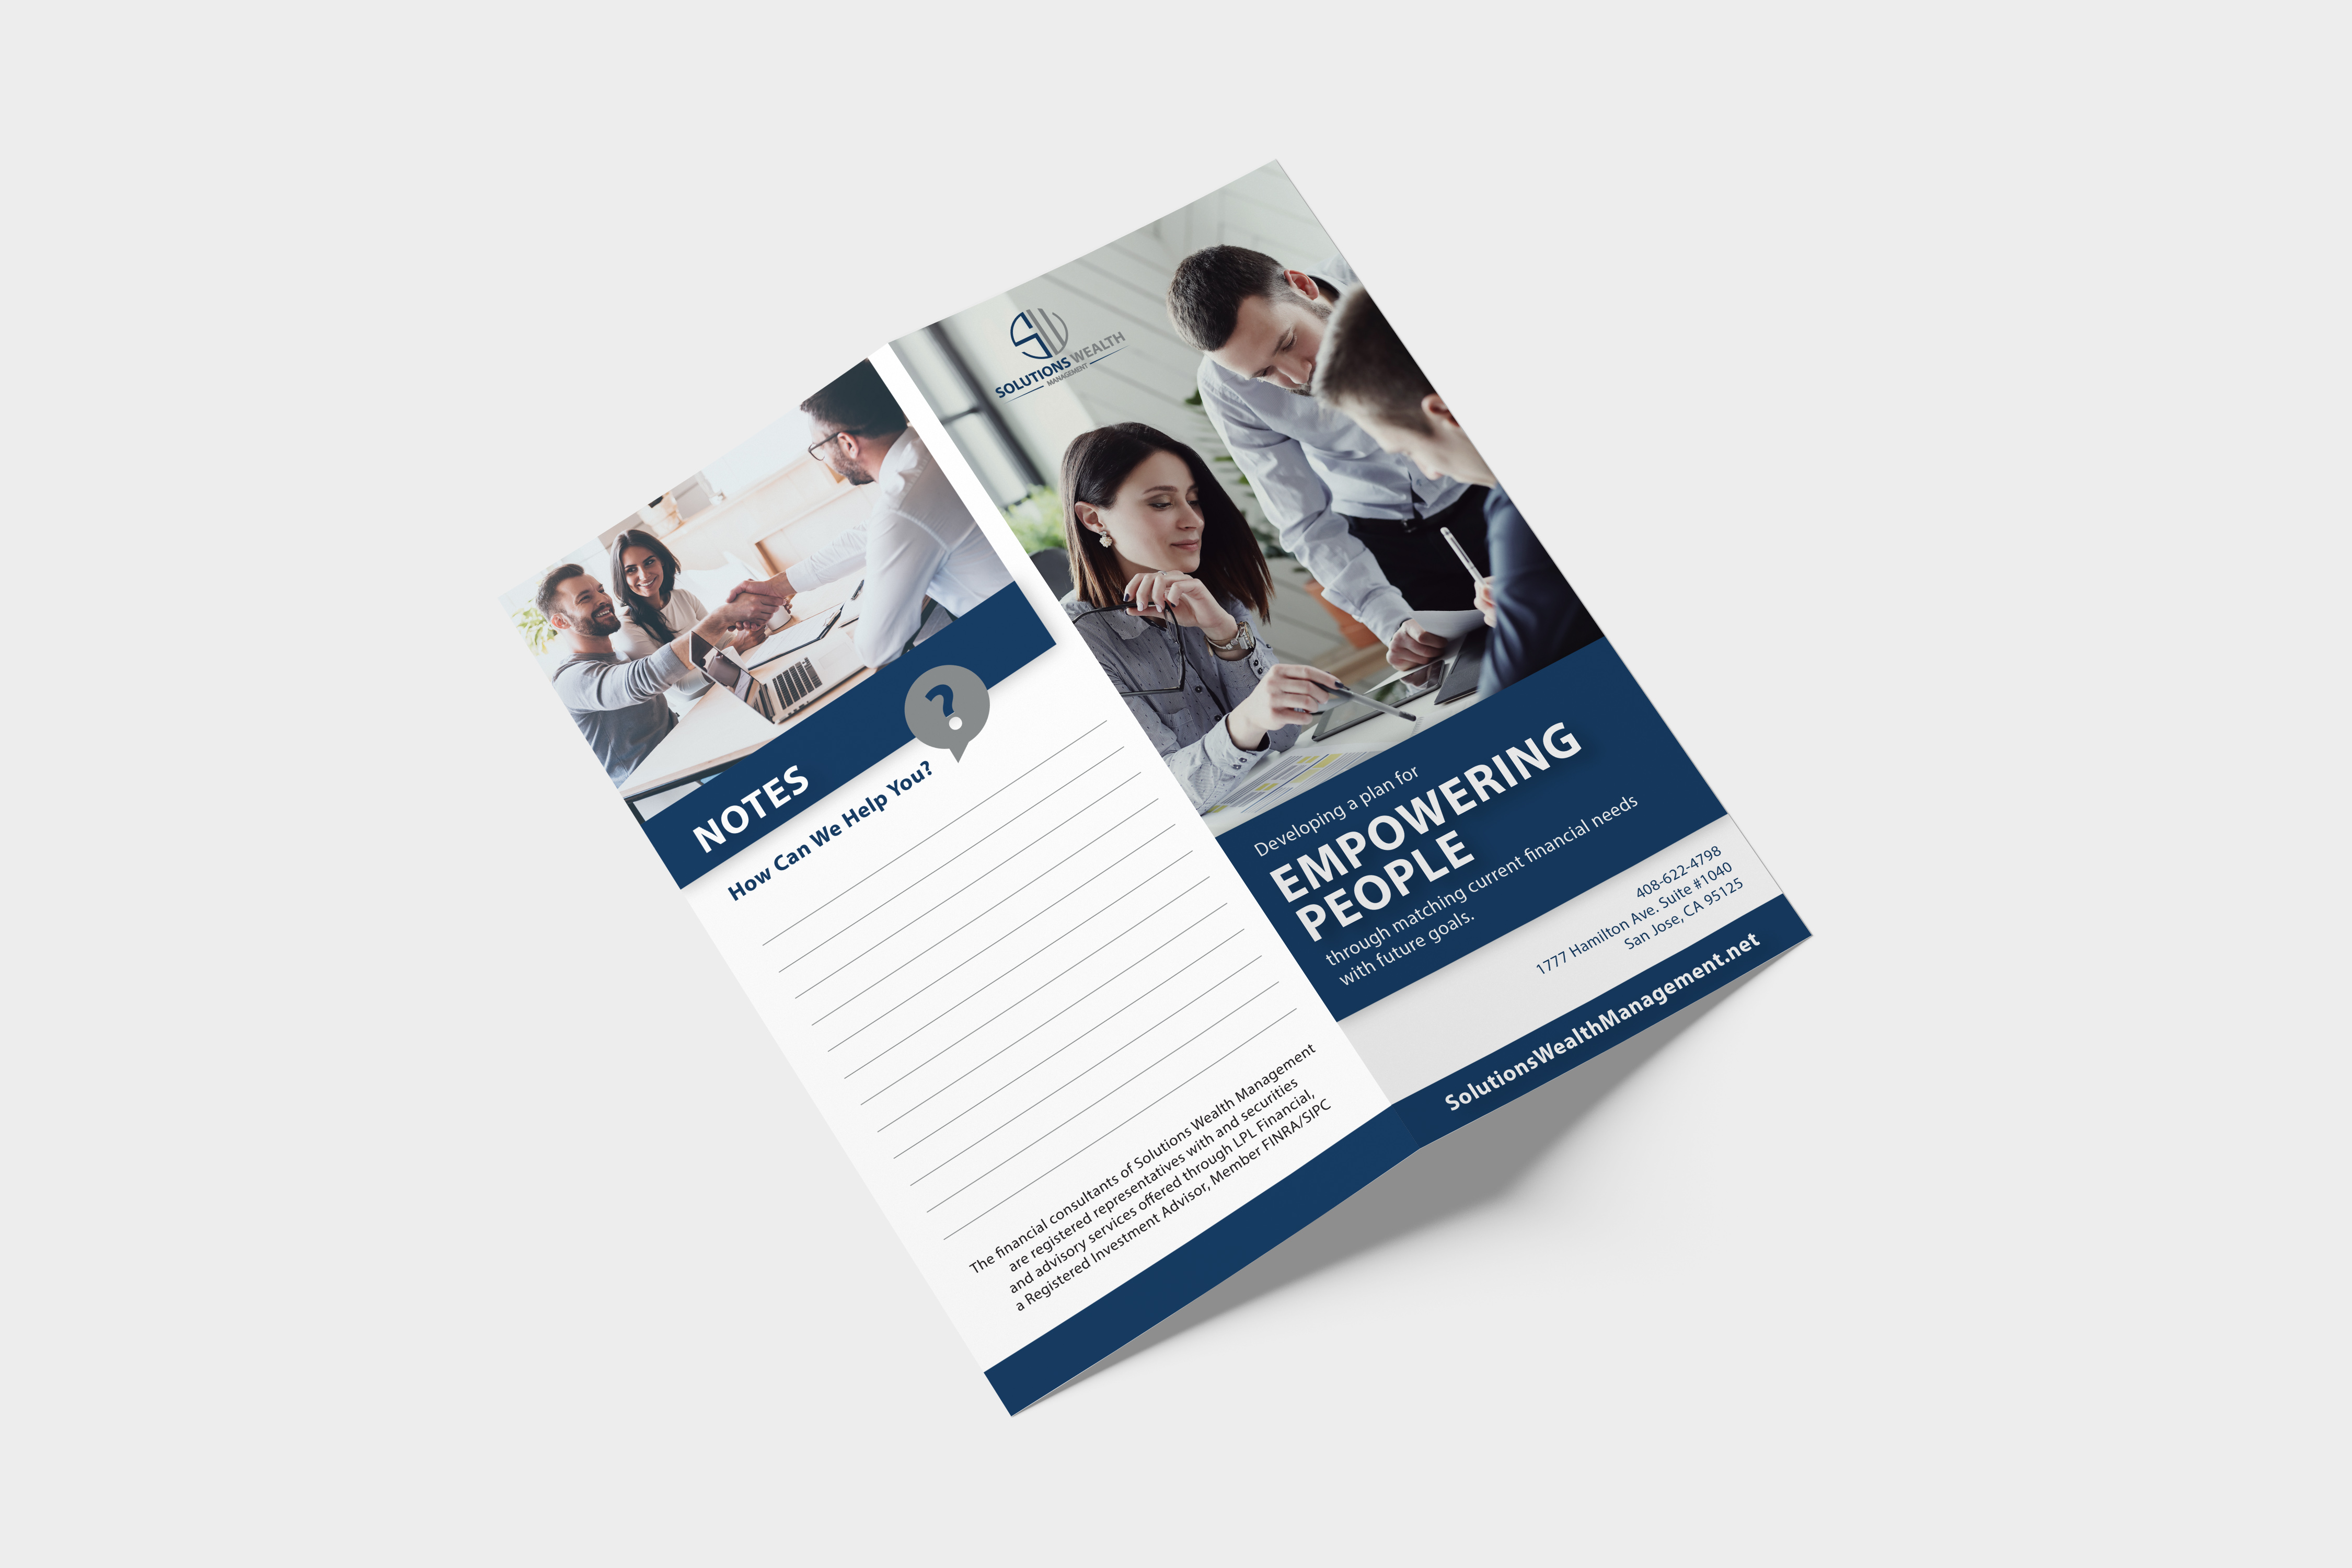 NOTES
?
How Can We Help You?
The financial consultants of Solutions Wealth Management
are registered representatives with and securities
and advisory services offered through LPL Financial,
a Registered Investment Advisor, Member FINRA/SIPC
SW
SOLUTIONS WEALTH
MANAGEMENT
Developing a plan for
EMPOWERING
PEOPLE
through matching current financial needs
with future goals.
408-622-4798
1777 Hamilton Ave. Suite #1040
San Jose, CA 95125
SolutionsWealthManagement.net